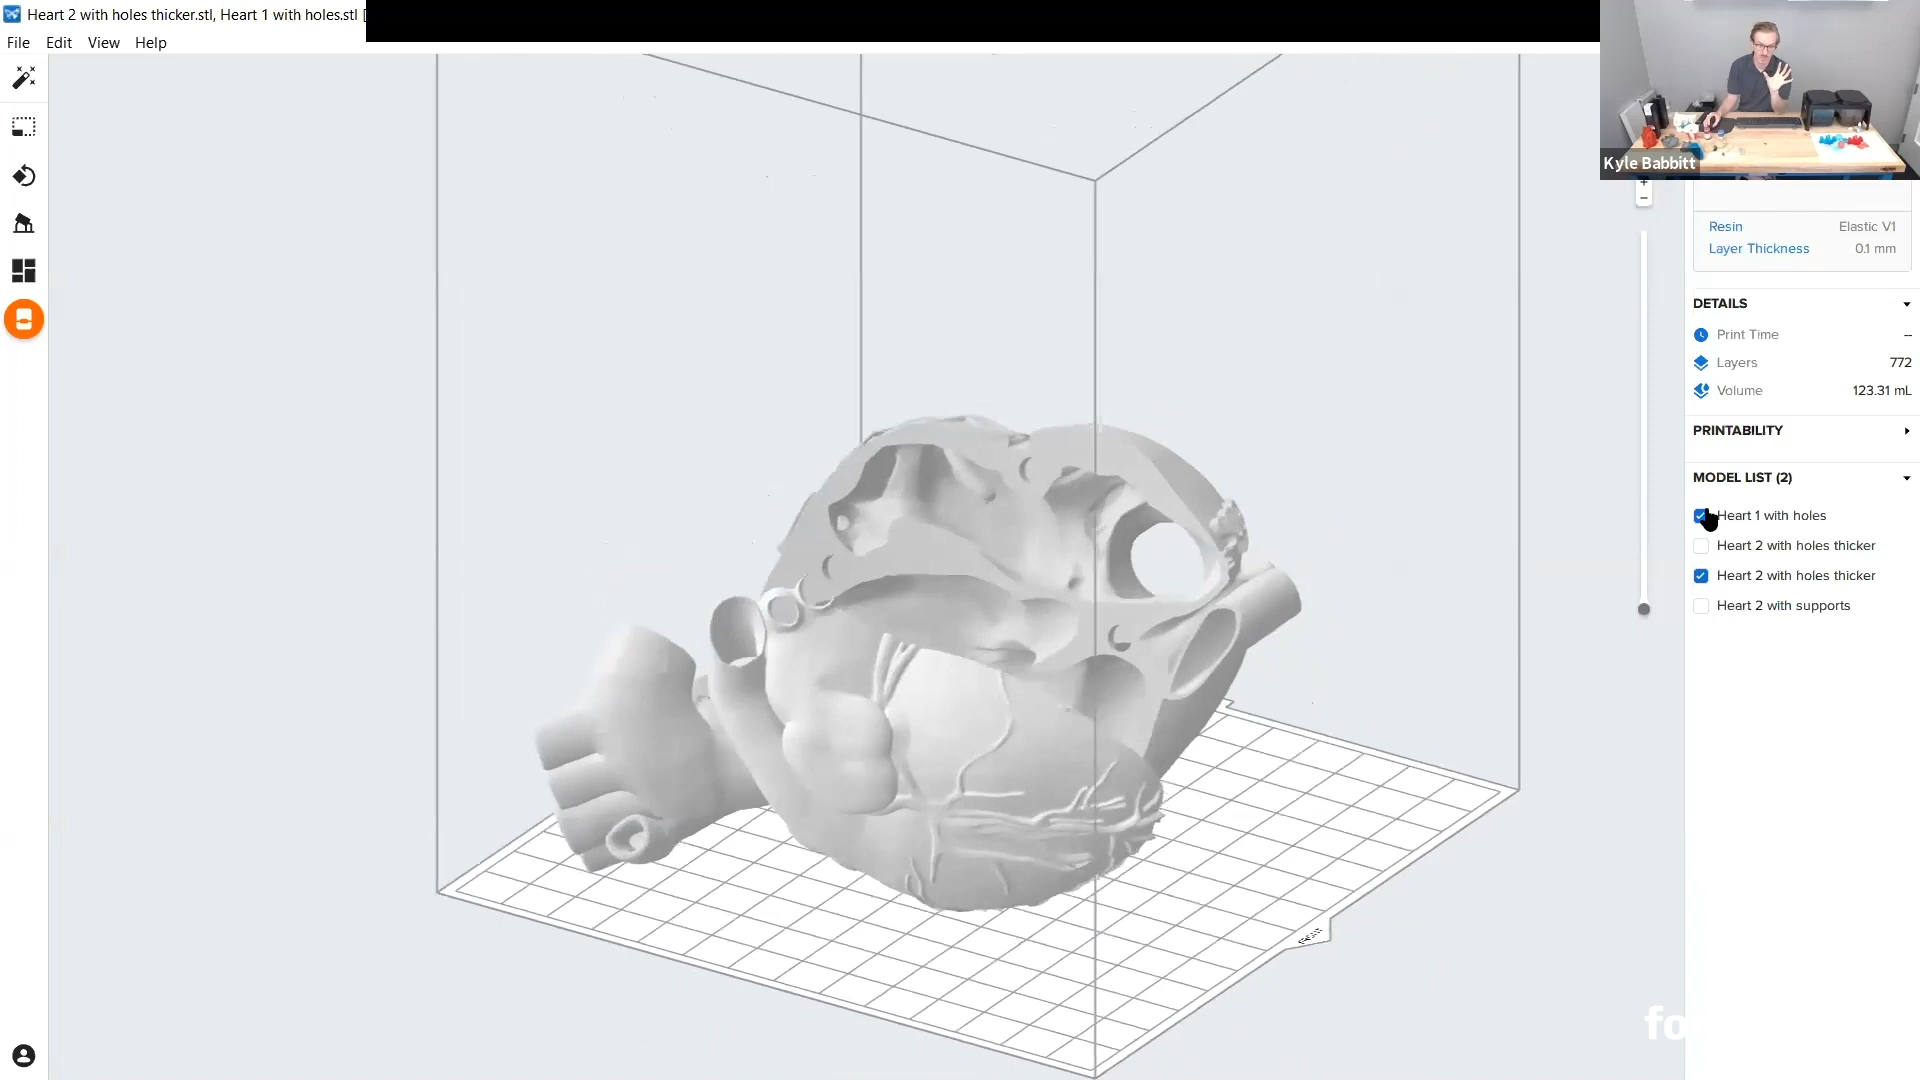 Heart 2 with holes thicker.stl, Heart 1 with holes.stl [
File Edit View Help
Kyle Babbitt
Resin Elastic V1
Layer Thickness 0.1 mm
DETAILS
Print Time --
Layers 772
Volume 123.31 mL
PRINTABILITY
MODEL LIST (2)
Heart 1 with holes
Heart 2 with holes thicker
Heart 2 with holes thicker
Heart 2 with supports
FRONT
fo